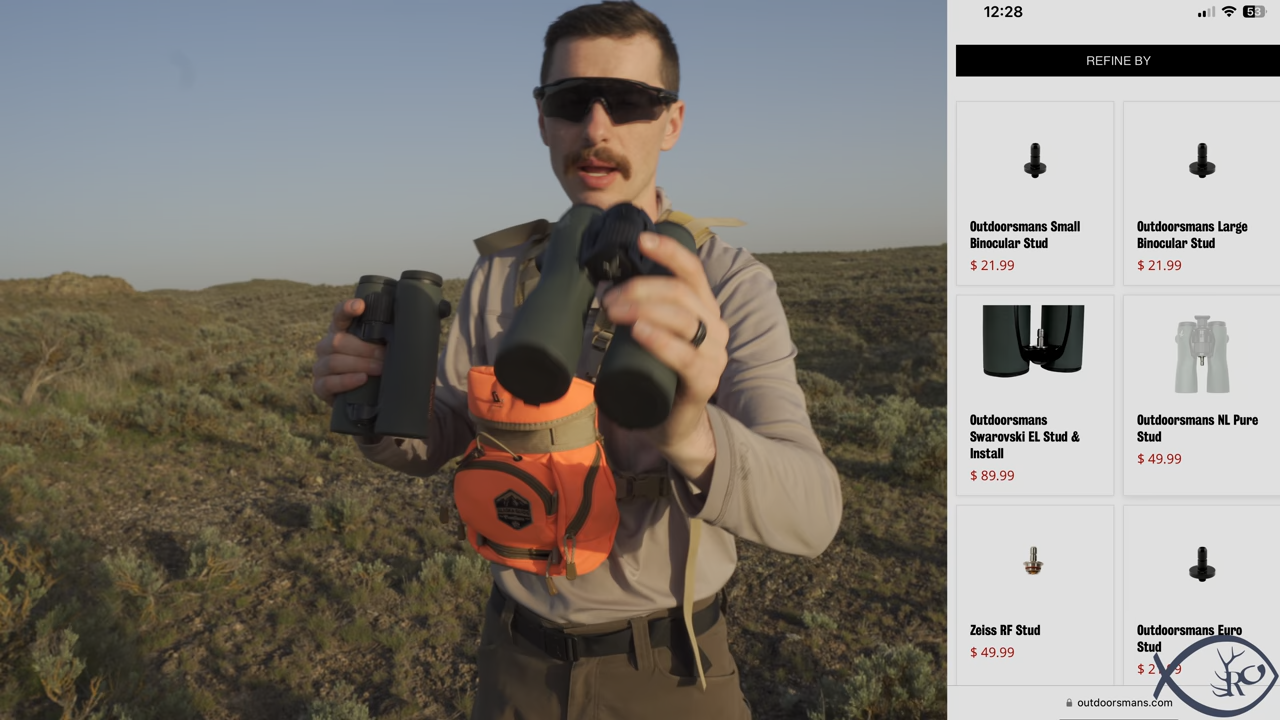 12:28
53
REFINE BY
Outdoorsmans Small
Binocular Stud
$ 21.99
Outdoorsmans Large
Binocular Stud
$ 21.99
Outdoorsmans
Swarovski EL Stud &
Install
$ 89.99
Outdoorsmans NL Pure
Stud
$ 49.99
Zeiss RF Stud
$ 49.99
Outdoorsmans Euro
Stud
outdoorsmans.com